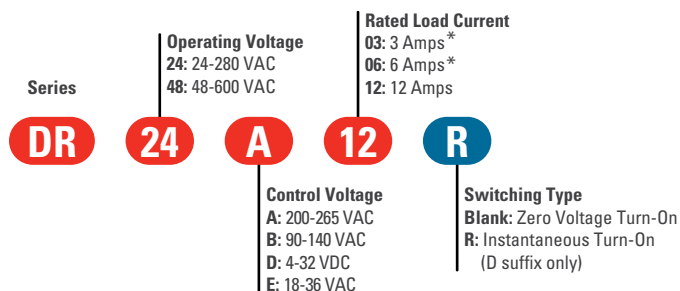 Rated Load Current
03: 3 Amps*
06: 6 Amps*
12: 12 Amps
Operating Voltage
24: 24-280 VAC
48: 48-600 VAC
Series
DR 24 A 12 R
Control Voltage
A: 200-265 VAC
B: 90-140 VAC
D: 4-32 VDC
E: 18-36 VAC
Switching Type
Blank: Zero Voltage Turn-On
R: Instantaneous Turn-On
(D suffix only)